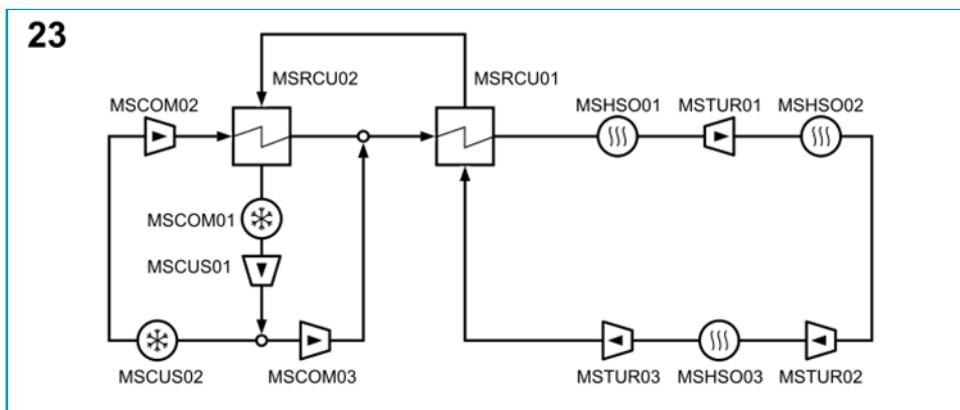 23
MSRCU02
MSRCU01
MSCOM02
MSHSO01
MSTUR01
MSHSO02
MSCOM01
MSCUS01
MSCUS02
MSCOM03
MSTUR03
MSHSO03
MSTUR02